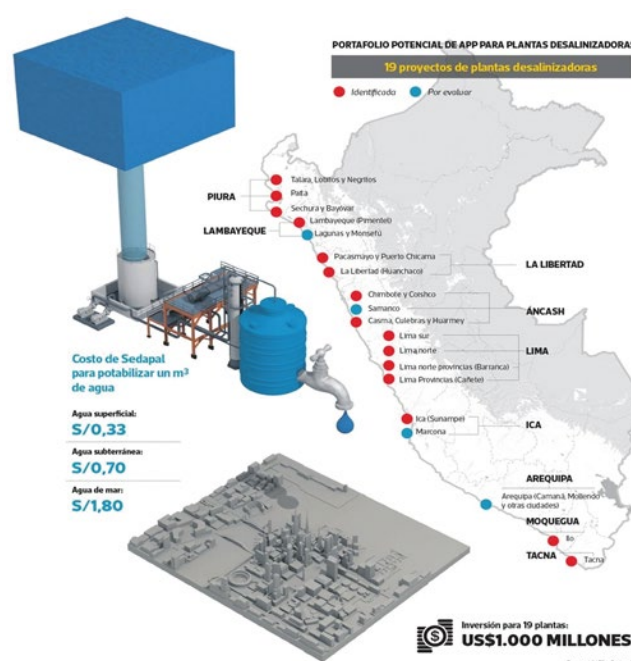 PORTAFOLIO POTENCIAL DE APP PARA PLANTAS DESALINIZADORAS
19 proyectos de plantas desalinizadoras
Identificada
Por evaluar
PIURA
Talara, Lobitos y Negritos
Paita
Sechura y Bayóvar
LAMBAYEQUE
Lambayeque (Pimentel)
Lagunas y Monsefú
LA LIBERTAD
Pacasmayo y Puerto Chicama
La Libertad (Huanchaco)
ÁNCASH
Chimbote y Coishco
Samanco
Casma, Culebras y Huarmey
LIMA
Lima sur
Lima norte
Lima norte provincias (Barranca)
Lima Provincias (Cañete)
ICA
Ica (Sunampe)
Marcona
AREQUIPA
Arequipa (Camaná, Mollendo
y otras ciudades)
MOQUEGUA
Ilo
TACNA
Tacna
Costo de Sedapal
para potabilizar un m³
de agua
Agua superficial:
S/0,33
Agua subterránea:
S/0,70
Agua de mar:
S/1,80
Inversión para 19 plantas:
US$1.000 MILLONES